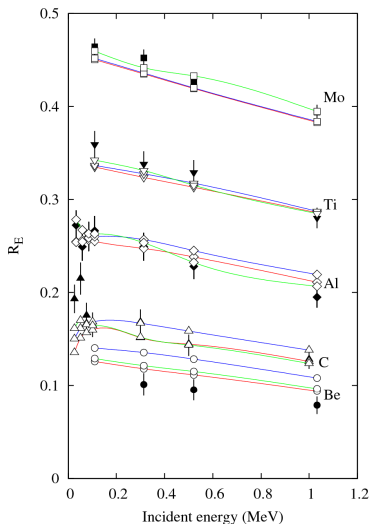 0.5
0.4
0.3
0.2
0.1
0
R_E
Mo
Ti
Al
C
Be
0 0.2 0.4 0.6 0.8 1 1.2
Incident energy (MeV)